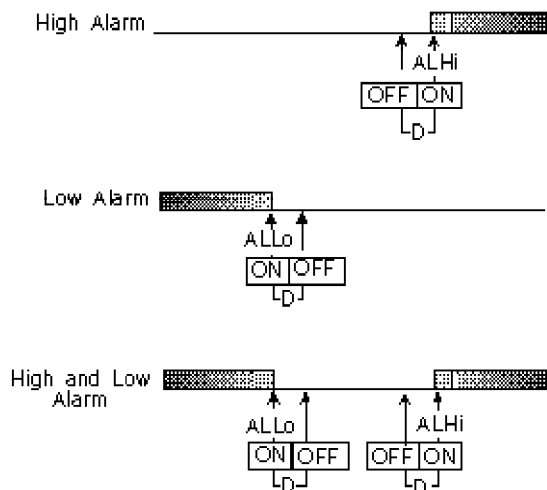 High Alarm
ALHi
OFF ON
D
Low Alarm
ALLo
ON OFF
D
High and Low
Alarm
ALLo ALHi
ON OFF OFF ON
D D